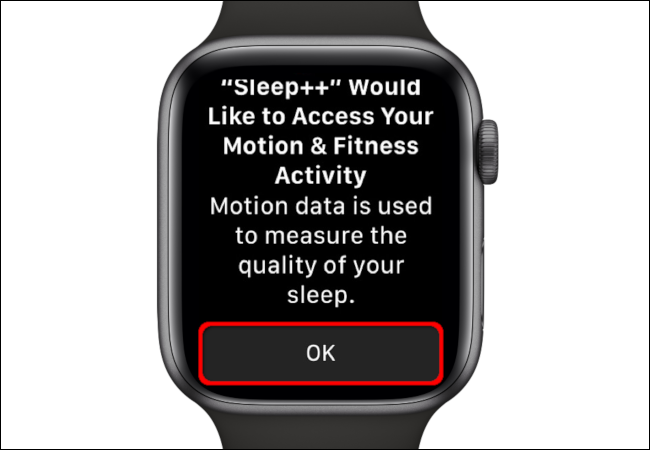 “Sleep++” Would
Like to Access Your
Motion & Fitness
Activity
Motion data is used
to measure the
quality of your
sleep.
OK